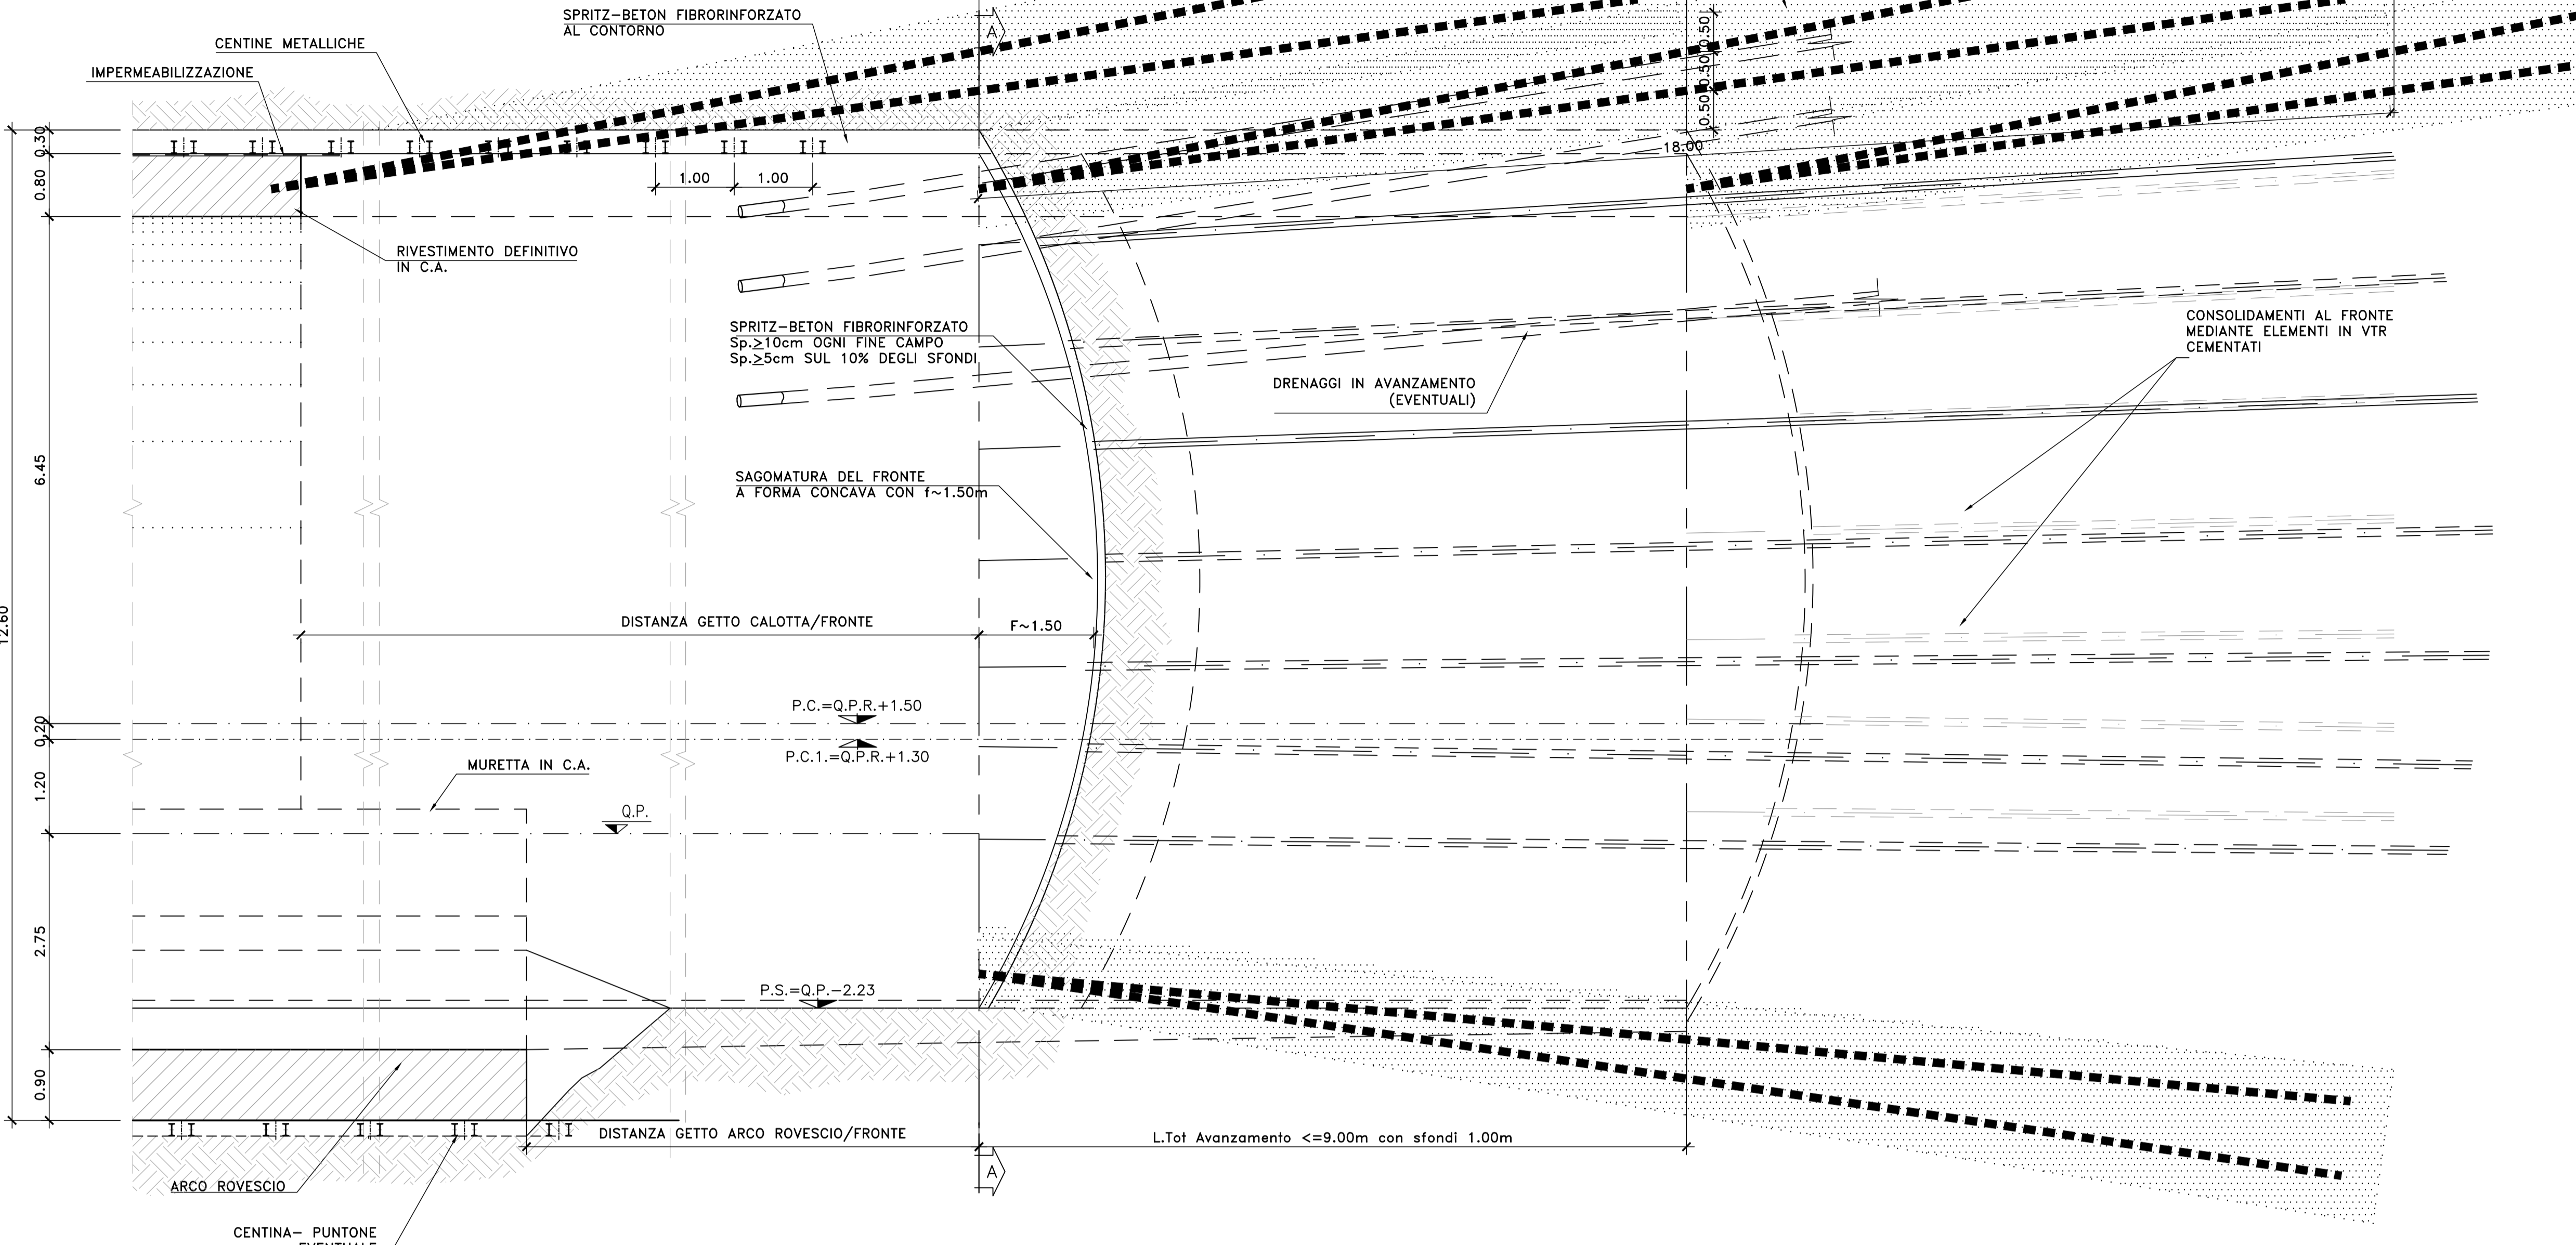 SPRITZ-BETON FIBRORINFORZATO
AL CONTORNO
CENTINE METALLICHE
IMPERMEABILIZZAZIONE
A
0.50
0.50
0.50
0.30
0.80
6.45
0.20
1.20
2.75
0.90
12.60
1.00
1.00
18.00
RIVESTIMENTO DEFINITIVO
IN C.A.
SPRITZ-BETON FIBRORINFORZATO
Sp.≥10cm OGNI FINE CAMPO
Sp.≥5cm SUL 10% DEGLI SFONDI
CONSOLIDAMENTI AL FRONTE
MEDIANTE ELEMENTI IN VTR
CEMENTATI
DRENAGGI IN AVANZAMENTO
(EVENTUALI)
SAGOMATURA DEL FRONTE
A FORMA CONCAVA CON f~1.50m
DISTANZA GETTO CALOTTA/FRONTE
F~1.50
P.C.=Q.P.R.+1.50
P.C.1.=Q.P.R.+1.30
MURETTA IN C.A.
Q.P.
P.S.=Q.P.-2.23
DISTANZA GETTO ARCO ROVESCIO/FRONTE
L.Tot Avanzamento <=9.00m con sfondi 1.00m
A
ARCO ROVESCIO
CENTINA- PUNTONE
EVENTUALE